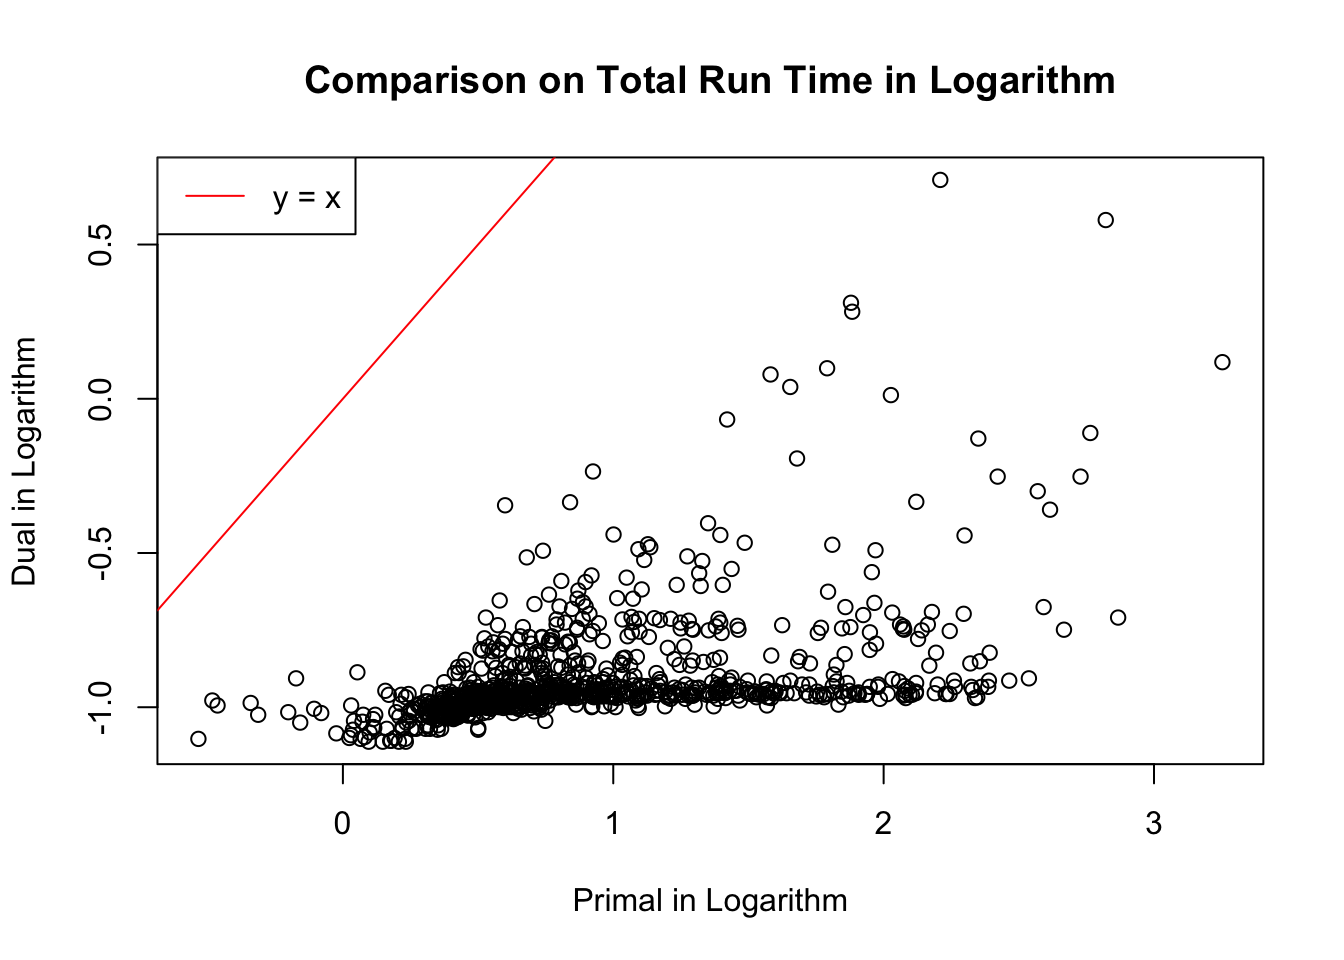 Comparison on Total Run Time in Logarithm
y = x
Dual in Logarithm
0.5
0.0
-0.5
-1.0
0
1
2
3
Primal in Logarithm